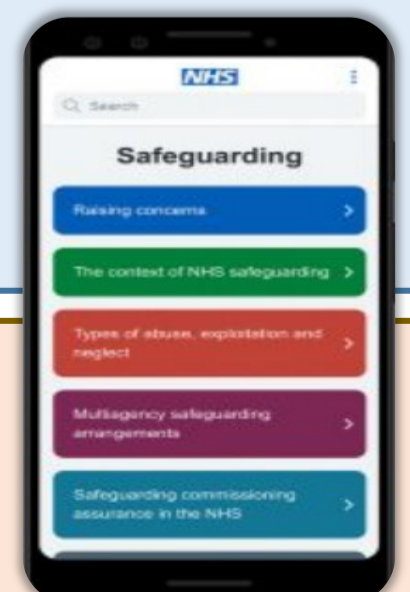 NHS
Search
Safeguarding
Raising concerns
The context of NHS safeguarding
Types of abuse, exploitation and
neglect
Multiagency safeguarding
arrangements
Safeguarding commissioning
assurance in the NHS